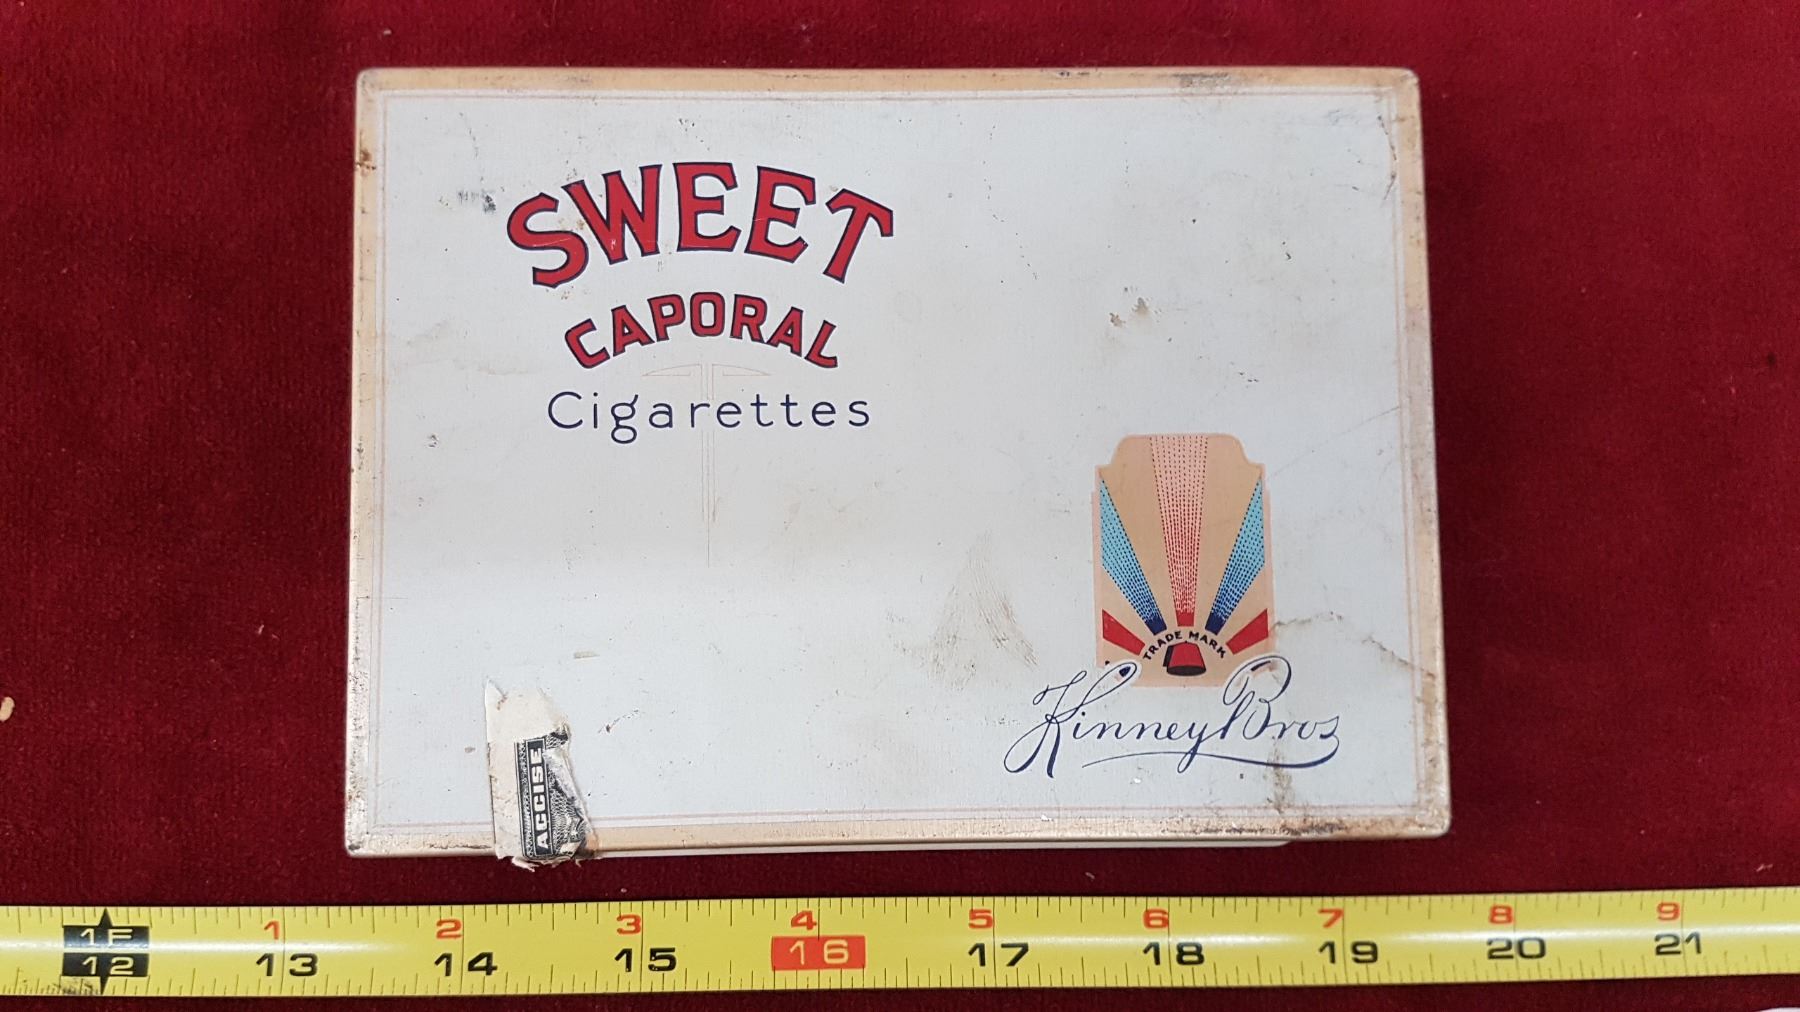 SWEET
CAPORAL
Cigarettes
TRADE MARK
Kinney Bros
ACCISE
1F 1 2 3 4 5 6 7 8 9
12 13 14 15 16 17 18 19 20 21